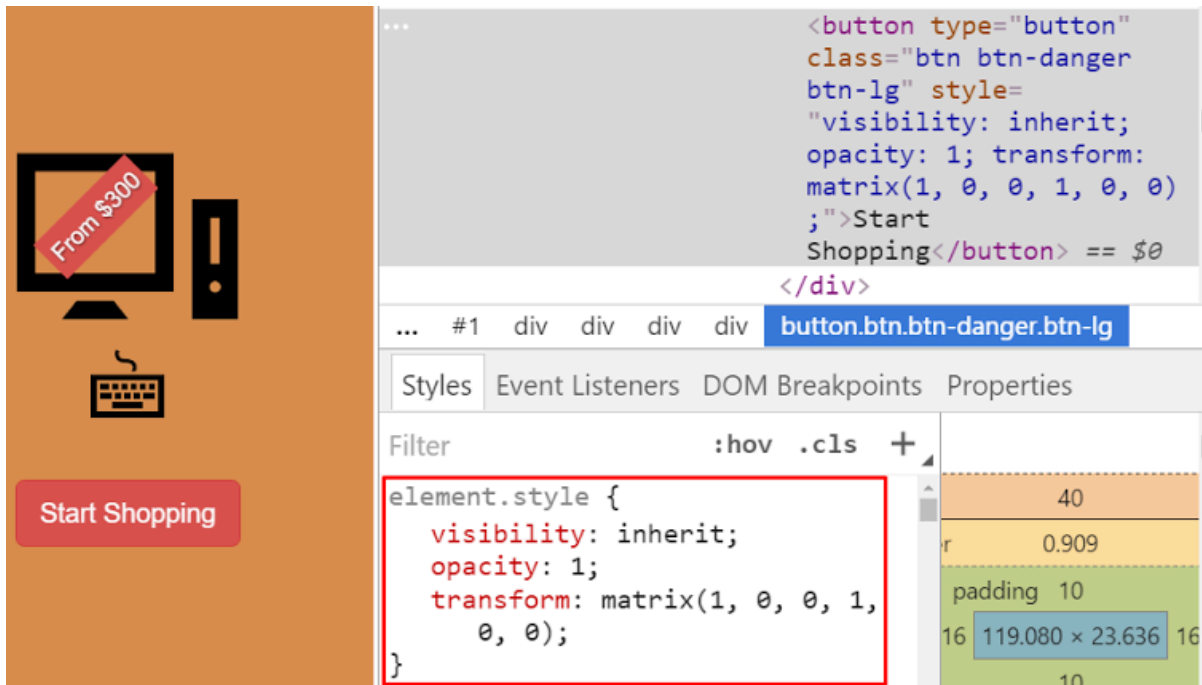 From $300
Start Shopping
...
<button type="button"
class="btn btn-danger
btn-lg" style=
"visibility: inherit;
opacity: 1; transform:
matrix(1, 0, 0, 1, 0, 0)
;">Start
Shopping</button> == $0
</div>
... #1 div div div div button.btn.btn-danger.btn-lg
Styles Event Listeners DOM Breakpoints Properties
Filter :hov .cls +
element.style {
visibility: inherit;
opacity: 1;
transform: matrix(1, 0, 0, 1,
0, 0);
}
40
r 0.909
padding 10
16 119.080 × 23.636 16
10